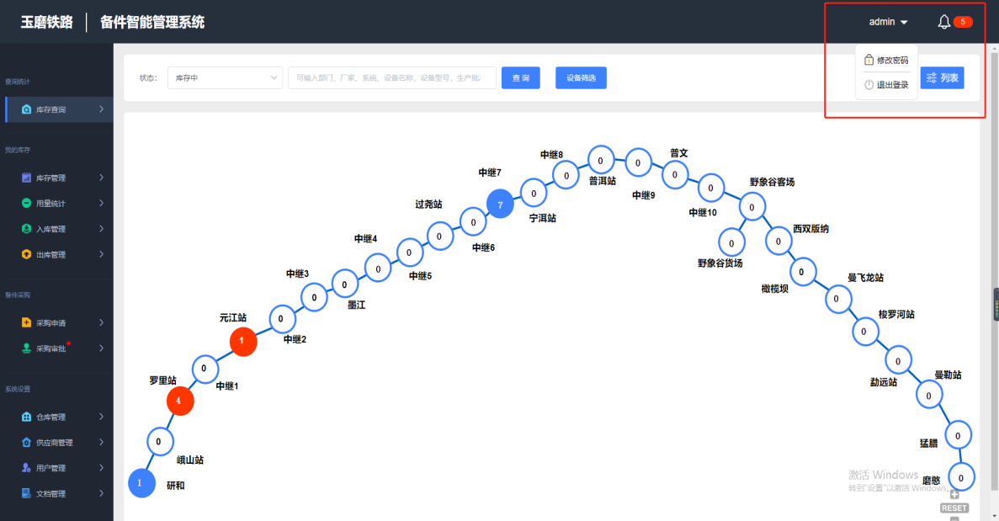 玉磨铁路 | 备件智能管理系统
admin
5
修改密码
退出登录
列表
查询统计
库存查询
我的库存
库存管理
用量统计
入库管理
出库管理
备件采购
采购申请
采购审批
系统设置
仓库管理
供应商管理
用户管理
文档管理
状态： 库存中
可输入部门、厂家、系统、设备名称、设备型号、生产批
查 询
设备筛选
1 研和
0 峨山站
4 罗里站
0 中继1
1 元江站
0 中继2
0 中继3
0 墨江
0 中继4
0 中继5
0 过尧站
0 中继6
7 中继7
0 宁洱站
0 中继8
0 普洱站
0 中继9
0 普文
0 中继10
0 野象谷客场
0 野象谷货场
0 西双版纳
0 橄榄坝
0 曼飞龙站
0 梭罗河站
0 勐远站
0 曼勒站
0 猛腊
0 磨憨
激活 Windows
转到"设置"以激活 Windows。
RESET